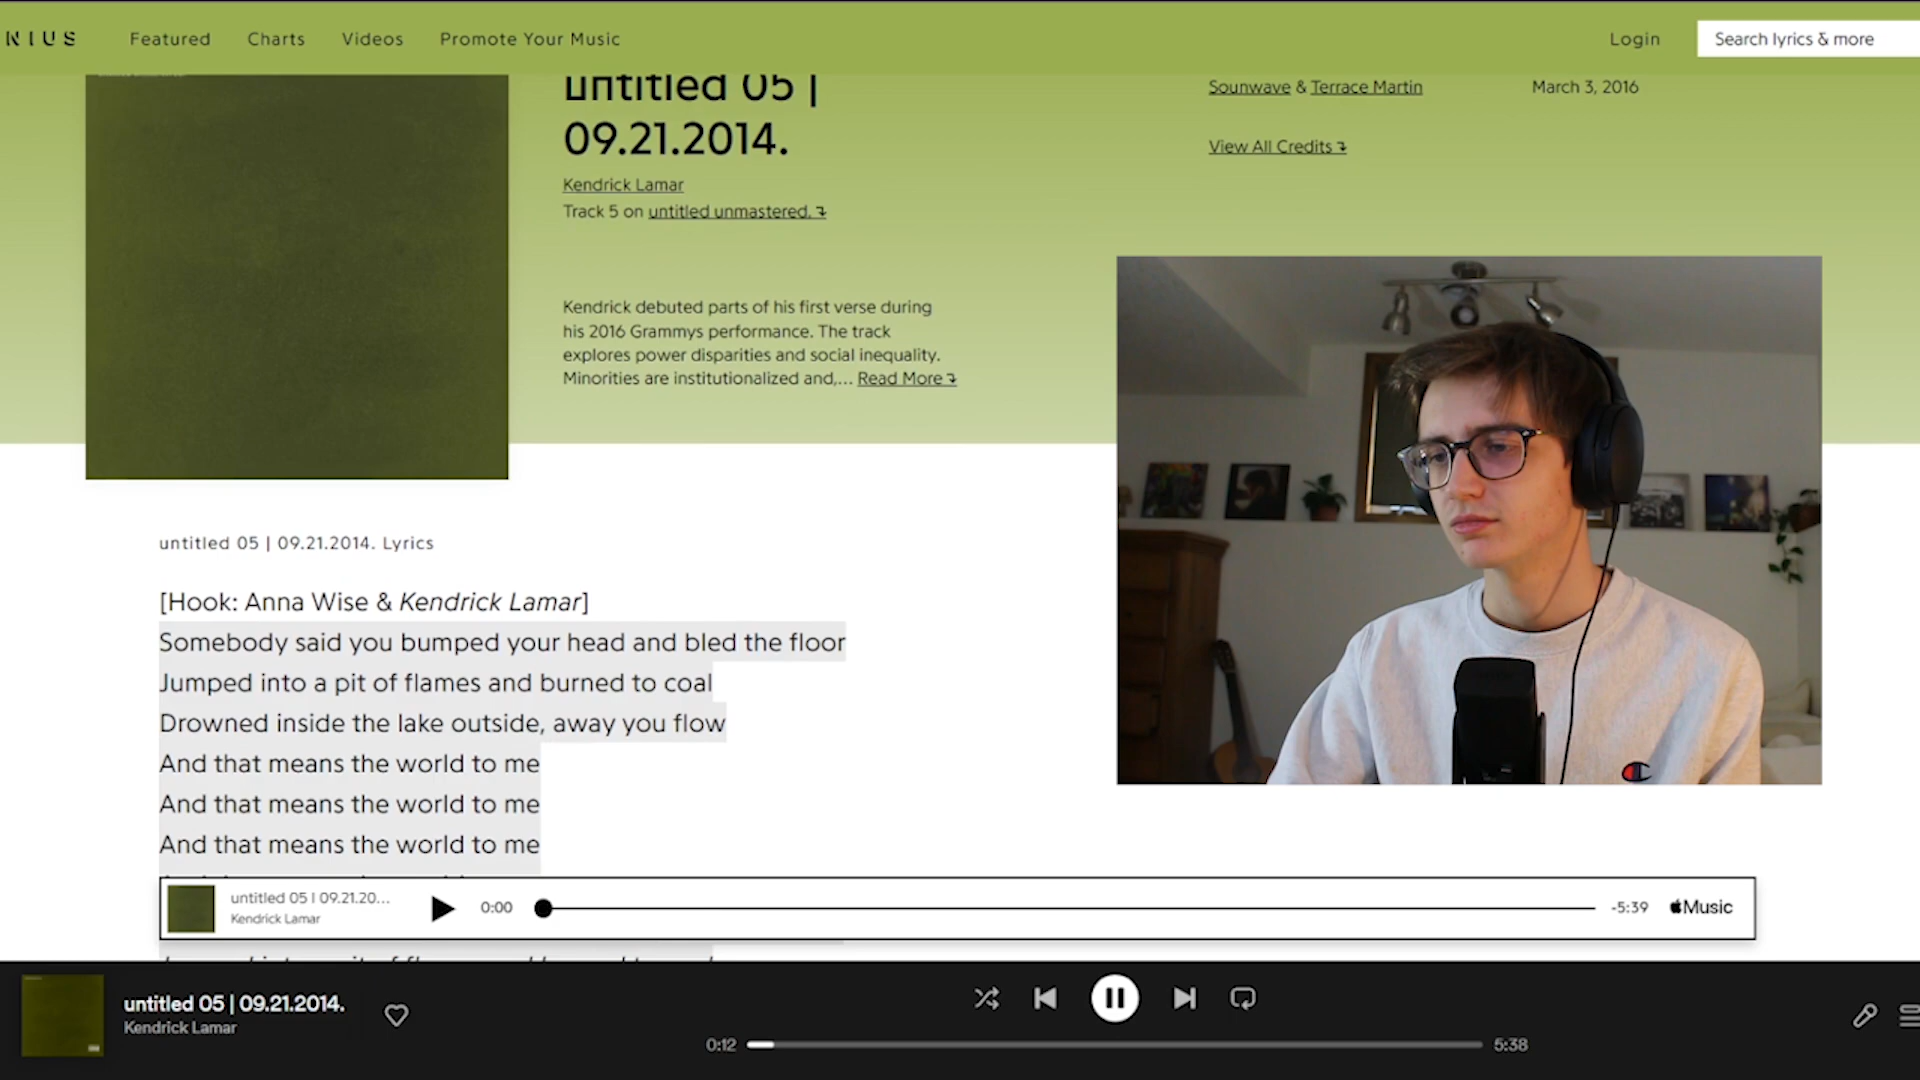 NIUS
Featured
Charts
Videos
Promote Your Music
Login
Search lyrics & more
untitled 05 |
09.21.2014.
Kendrick Lamar
Track 5 on untitled unmastered.
Sounwave & Terrace Martin
March 3, 2016
View All Credits
Kendrick debuted parts of his first verse during
his 2016 Grammys performance. The track
explores power disparities and social inequality.
Minorities are institutionalized and,... Read More
untitled 05 | 09.21.2014. Lyrics
[Hook: Anna Wise & Kendrick Lamar]
Somebody said you bumped your head and bled the floor
Jumped into a pit of flames and burned to coal
Drowned inside the lake outside, away you flow
And that means the world to me
And that means the world to me
And that means the world to me
untitled 05 | 09.21.20...
Kendrick Lamar
0:00
-5:39
Music
untitled 05 | 09.21.2014.
Kendrick Lamar
0:12
5:38